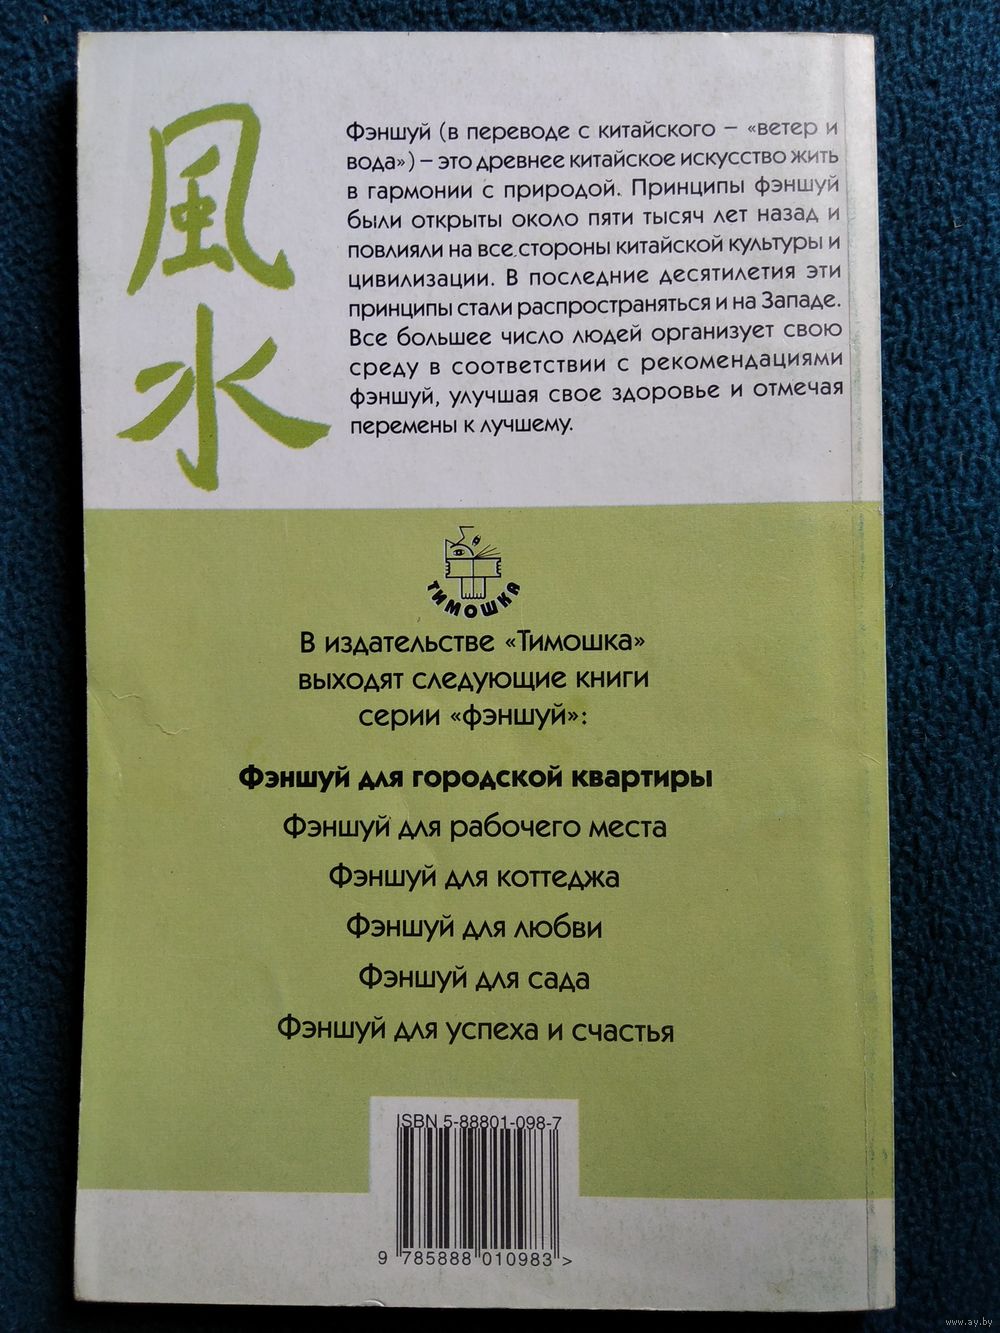 風
水
Фэншуй (в переводе с китайского – «ветер и
вода») – это древнее китайское искусство жить
в гармонии с природой. Принципы фэншуй
были открыты около пяти тысяч лет назад и
повлияли на все стороны китайской культуры и
цивилизации. В последние десятилетия эти
принципы стали распространяться и на Западе.
Все большее число людей организует свою
среду в соответствии с рекомендациями
фэншуй, улучшая свое здоровье и отмечая
перемены к лучшему.
ТИМОШКА
В издательстве «Тимошка»
выходят следующие книги
серии «фэншуй»:
Фэншуй для городской квартиры
Фэншуй для рабочего места
Фэншуй для коттеджа
Фэншуй для любви
Фэншуй для сада
Фэншуй для успеха и счастья
ISBN 5-88801-098-7
9 785888 010983 >
www.ay.by